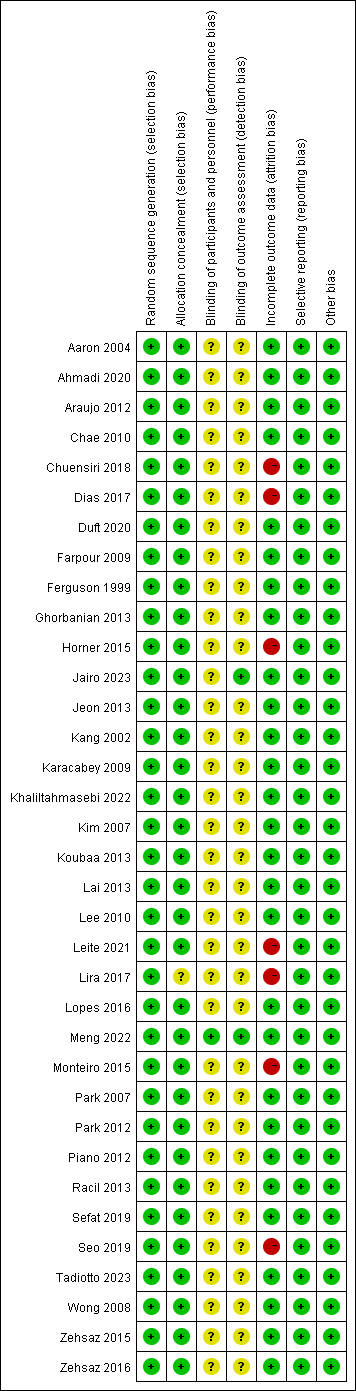 Random sequence generation (selection bias)
Allocation concealment (selection bias)
Blinding of participants and personnel (performance bias)
Blinding of outcome assessment (detection bias)
Incomplete outcome data (attrition bias)
Selective reporting (reporting bias)
Other bias
Aaron 2004 + + ? ? + + +
Ahmadi 2020 + + ? ? + + +
Araujo 2012 + + ? ? + + +
Chae 2010 + + ? ? + + +
Chuensiri 2018 + + ? ? - + +
Dias 2017 + + ? ? - + +
Duft 2020 + + ? ? + + +
Farpour 2009 + + ? ? + + +
Ferguson 1999 + + ? ? + + +
Ghorbanian 2013 + + ? ? + + +
Horner 2015 + + ? ? - + +
Jairo 2023 + + ? + + + +
Jeon 2013 + + ? ? + + +
Kang 2002 + + ? ? + + +
Karacabey 2009 + + ? ? + + +
Khaliltahmasebi 2022 + + ? ? + + +
Kim 2007 + + ? ? + + +
Koubaa 2013 + + ? ? + + +
Lai 2013 + + ? ? + + +
Lee 2010 + + ? ? + + +
Leite 2021 + + ? ? - + +
Lira 2017 + ? ? ? - + +
Lopes 2016 + + ? ? + + +
Meng 2022 + + + + + + +
Monteiro 2015 + + ? ? - + +
Park 2007 + + ? ? + + +
Park 2012 + + ? ? + + +
Piano 2012 + + ? ? + + +
Racil 2013 + + ? ? + + +
Sefat 2019 + + ? ? + + +
Seo 2019 + + ? ? - + +
Tadiotto 2023 + + ? ? + + +
Wong 2008 + + ? ? + + +
Zehsaz 2015 + + ? ? + + +
Zehsaz 2016 + + ? ? + + +